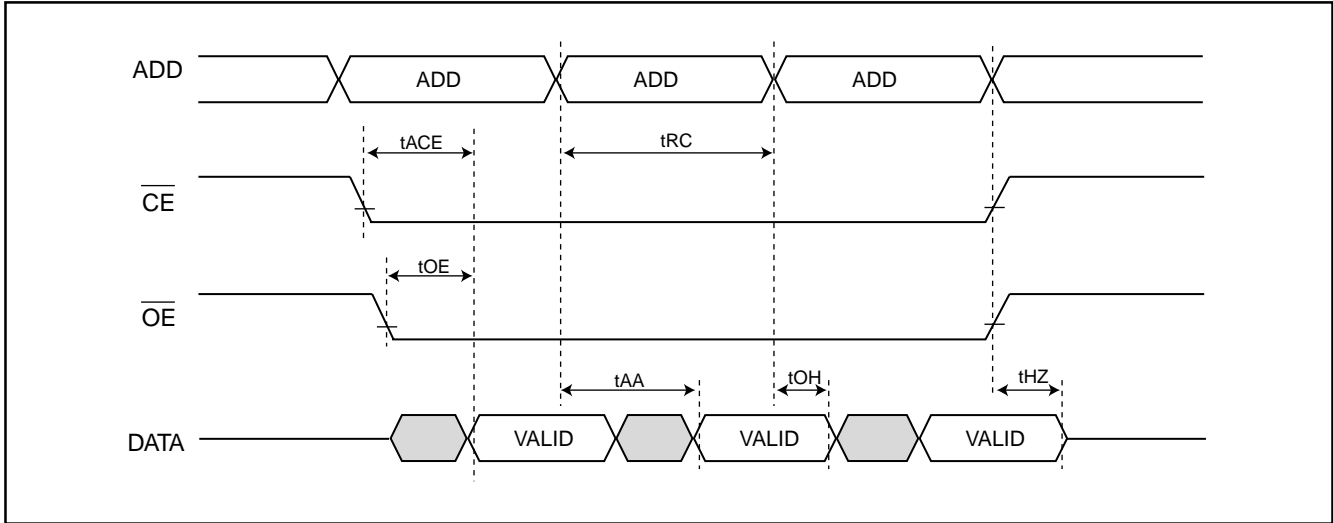 ADD ADD ADD ADD
tACE tRC
CE
tOE
OE
tAA tOH tHZ
DATA VALID VALID VALID